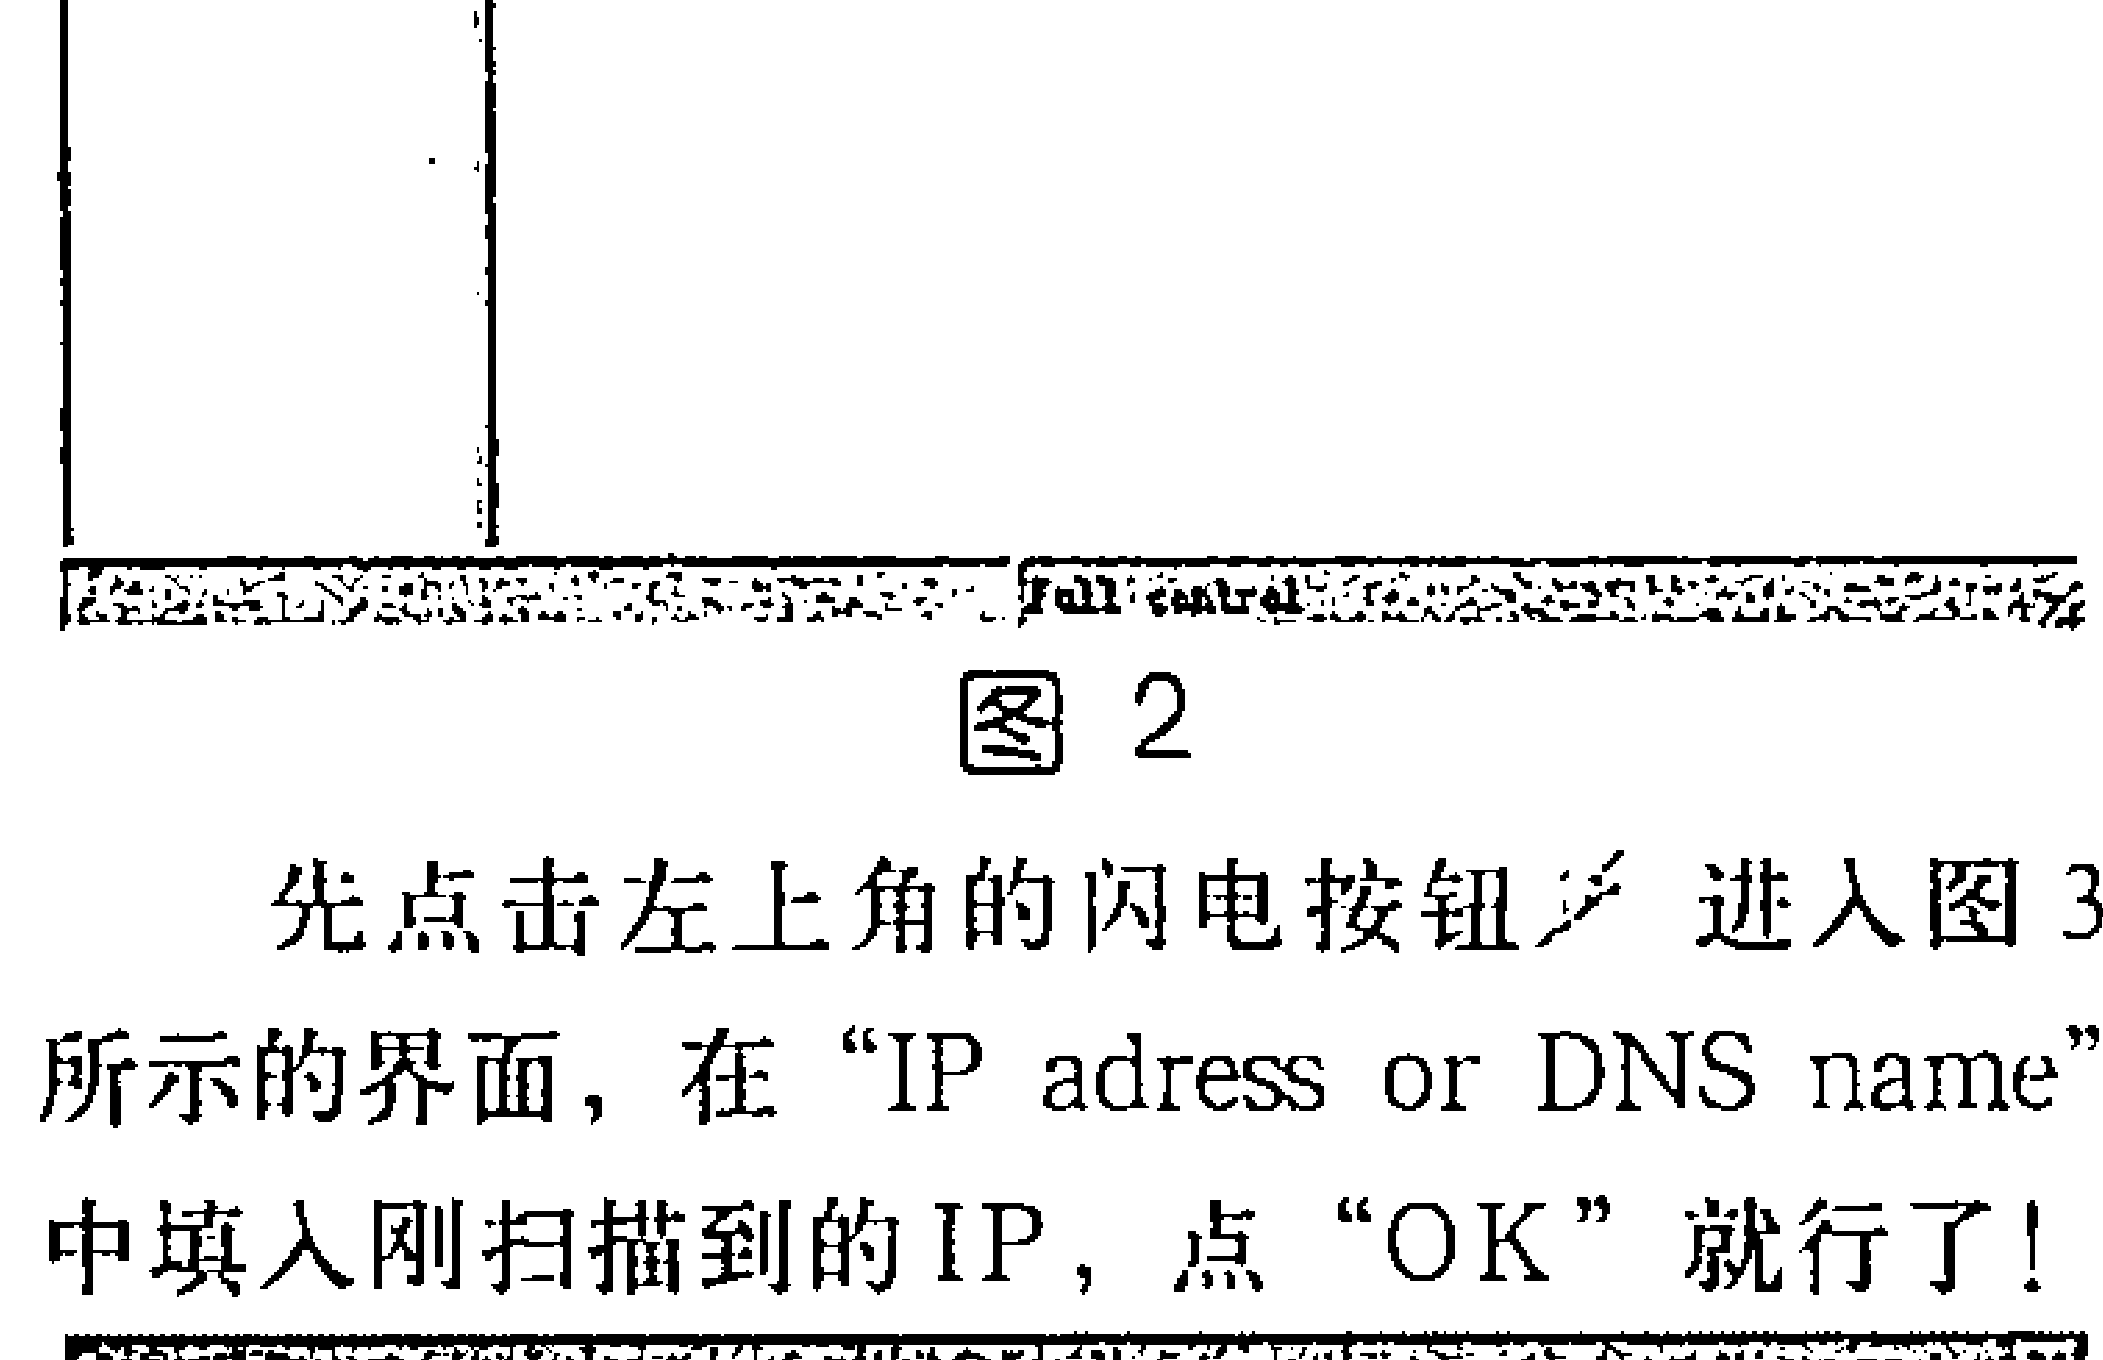 Full control
图 2
先点击左上角的闪电按钮 进入图 3
所示的界面，在“IP adress or DNS name”
中填入刚扫描到的IP，点“OK”就行了！